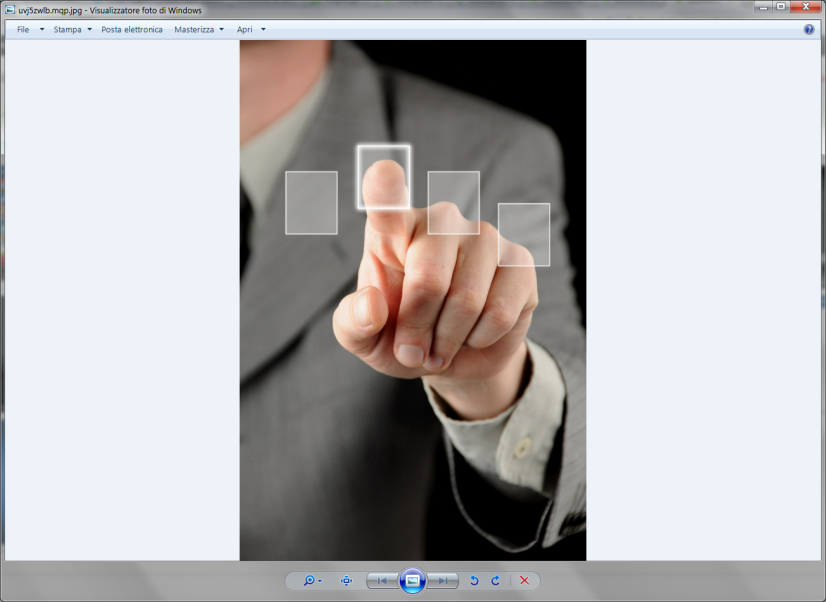 uvj5zwlb.mqp.jpg - Visualizzatore foto di Windows
File Stampa Posta elettronica Masterizza Apri